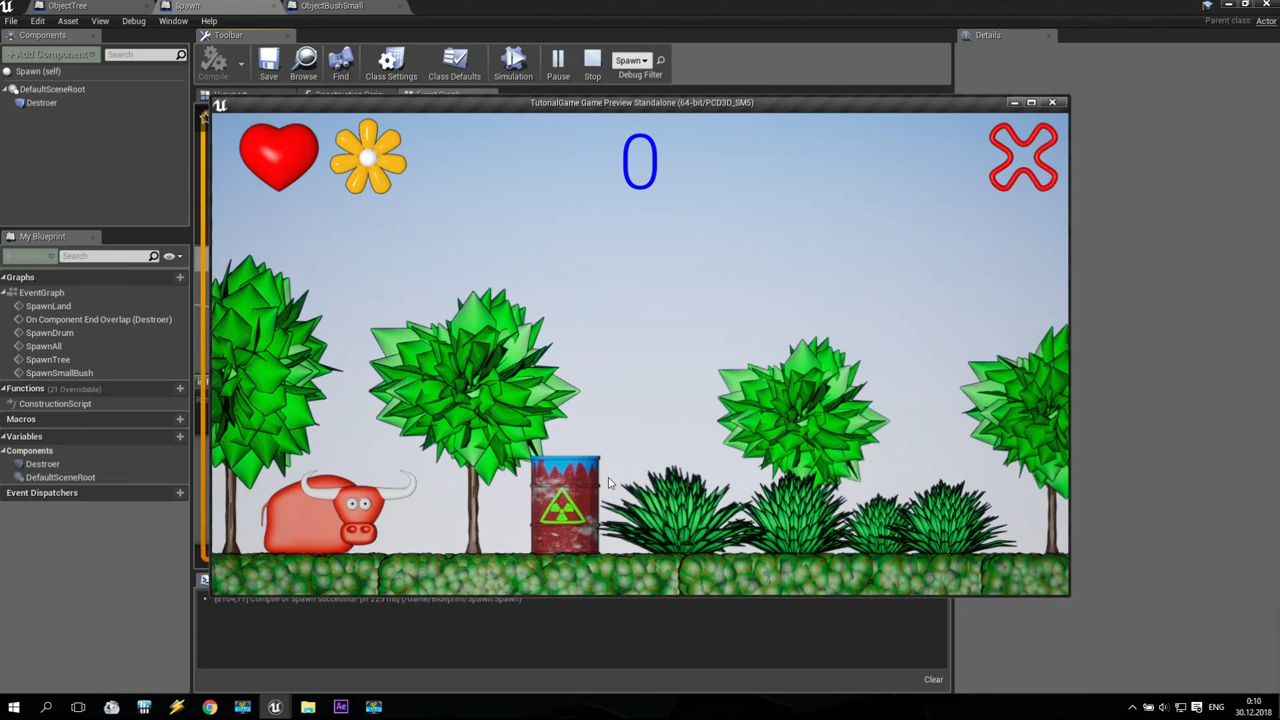 ObjectTree
Spawn
ObjectBushSmall
File Edit Asset View Debug Window Help
Parent class: Actor
Components
Toolbar
Details
+Add Component
Search
Compile
Save
Browse
Find
Class Settings
Class Defaults
Simulation
Pause
Stop
Spawn
Debug Filter
Spawn (self)
DefaultSceneRoot
Destroer
TutorialGame Game Preview Standalone (64-bit/PCD3D_SM5)
0
My Blueprint
Search
Graphs
EventGraph
SpawnLand
On Component End Overlap (Destroer)
SpawnDrum
SpawnAll
SpawnTree
SpawnSmallBush
Functions (21 Overridable)
ConstructionScript
Macros
Variables
Components
Destroer
DefaultSceneRoot
Event Dispatchers
Clear
ENG
0:10
30.12.2018